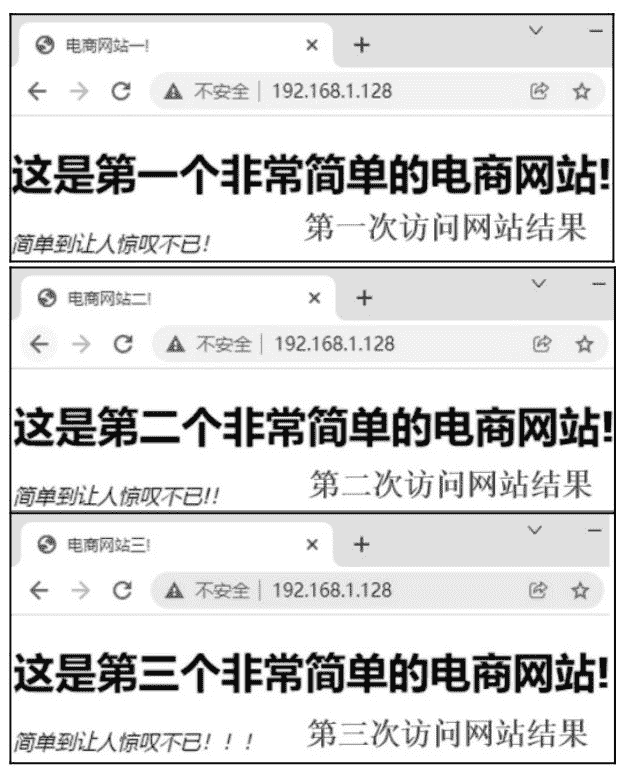 电商网站一!
不安全 192.168.1.128
这是第一个非常简单的电商网站!
简单到让人惊叹不已!
第一次访问网站结果
电商网站二!
不安全 192.168.1.128
这是第二个非常简单的电商网站!
简单到让人惊叹不已!!
第二次访问网站结果
电商网站三!
不安全 192.168.1.128
这是第三个非常简单的电商网站!
简单到让人惊叹不已！！！
第三次访问网站结果